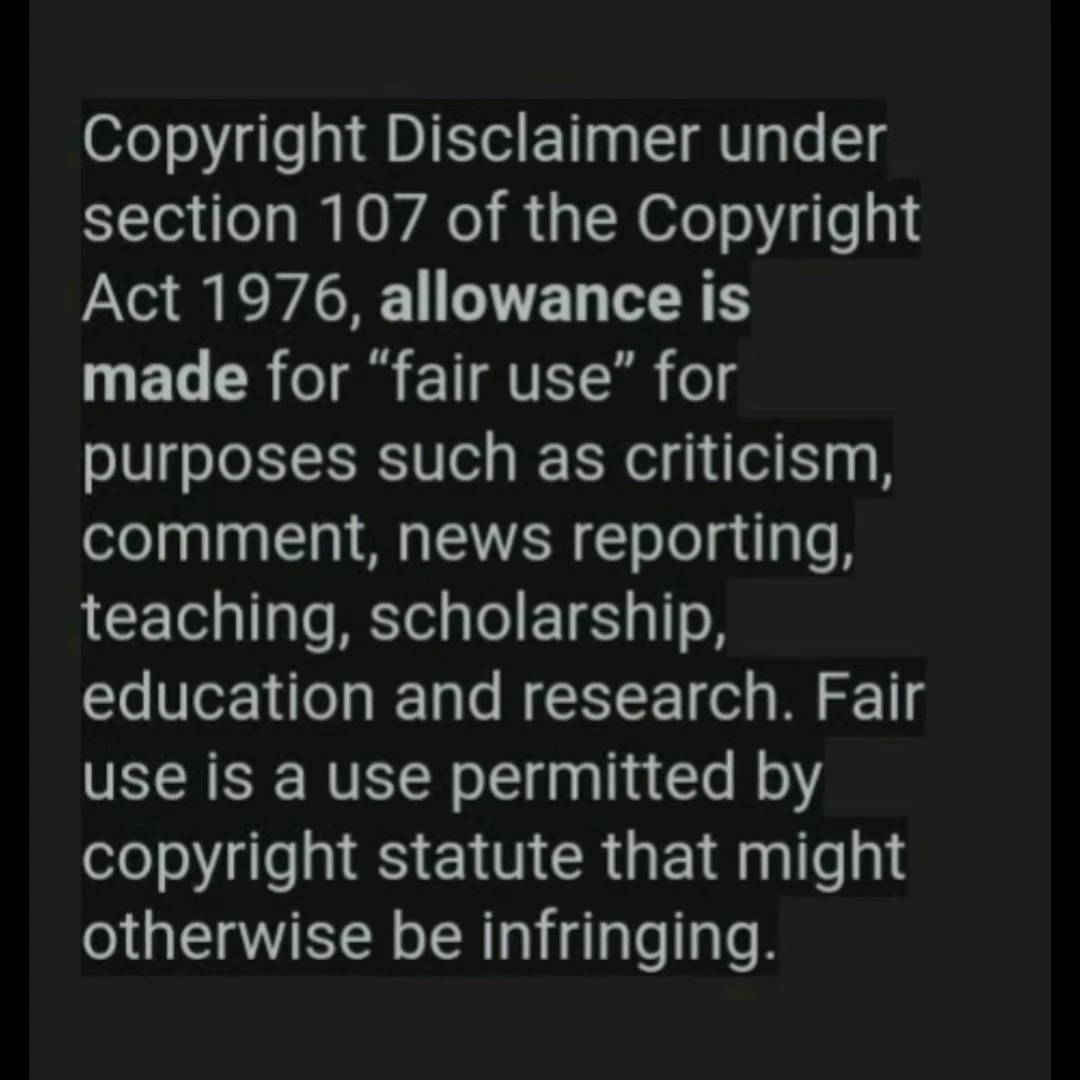 Copyright Disclaimer under
section 107 of the Copyright
Act 1976, allowance is
made for “fair use” for
purposes such as criticism,
comment, news reporting,
teaching, scholarship,
education and research. Fair
use is a use permitted by
copyright statute that might
otherwise be infringing.